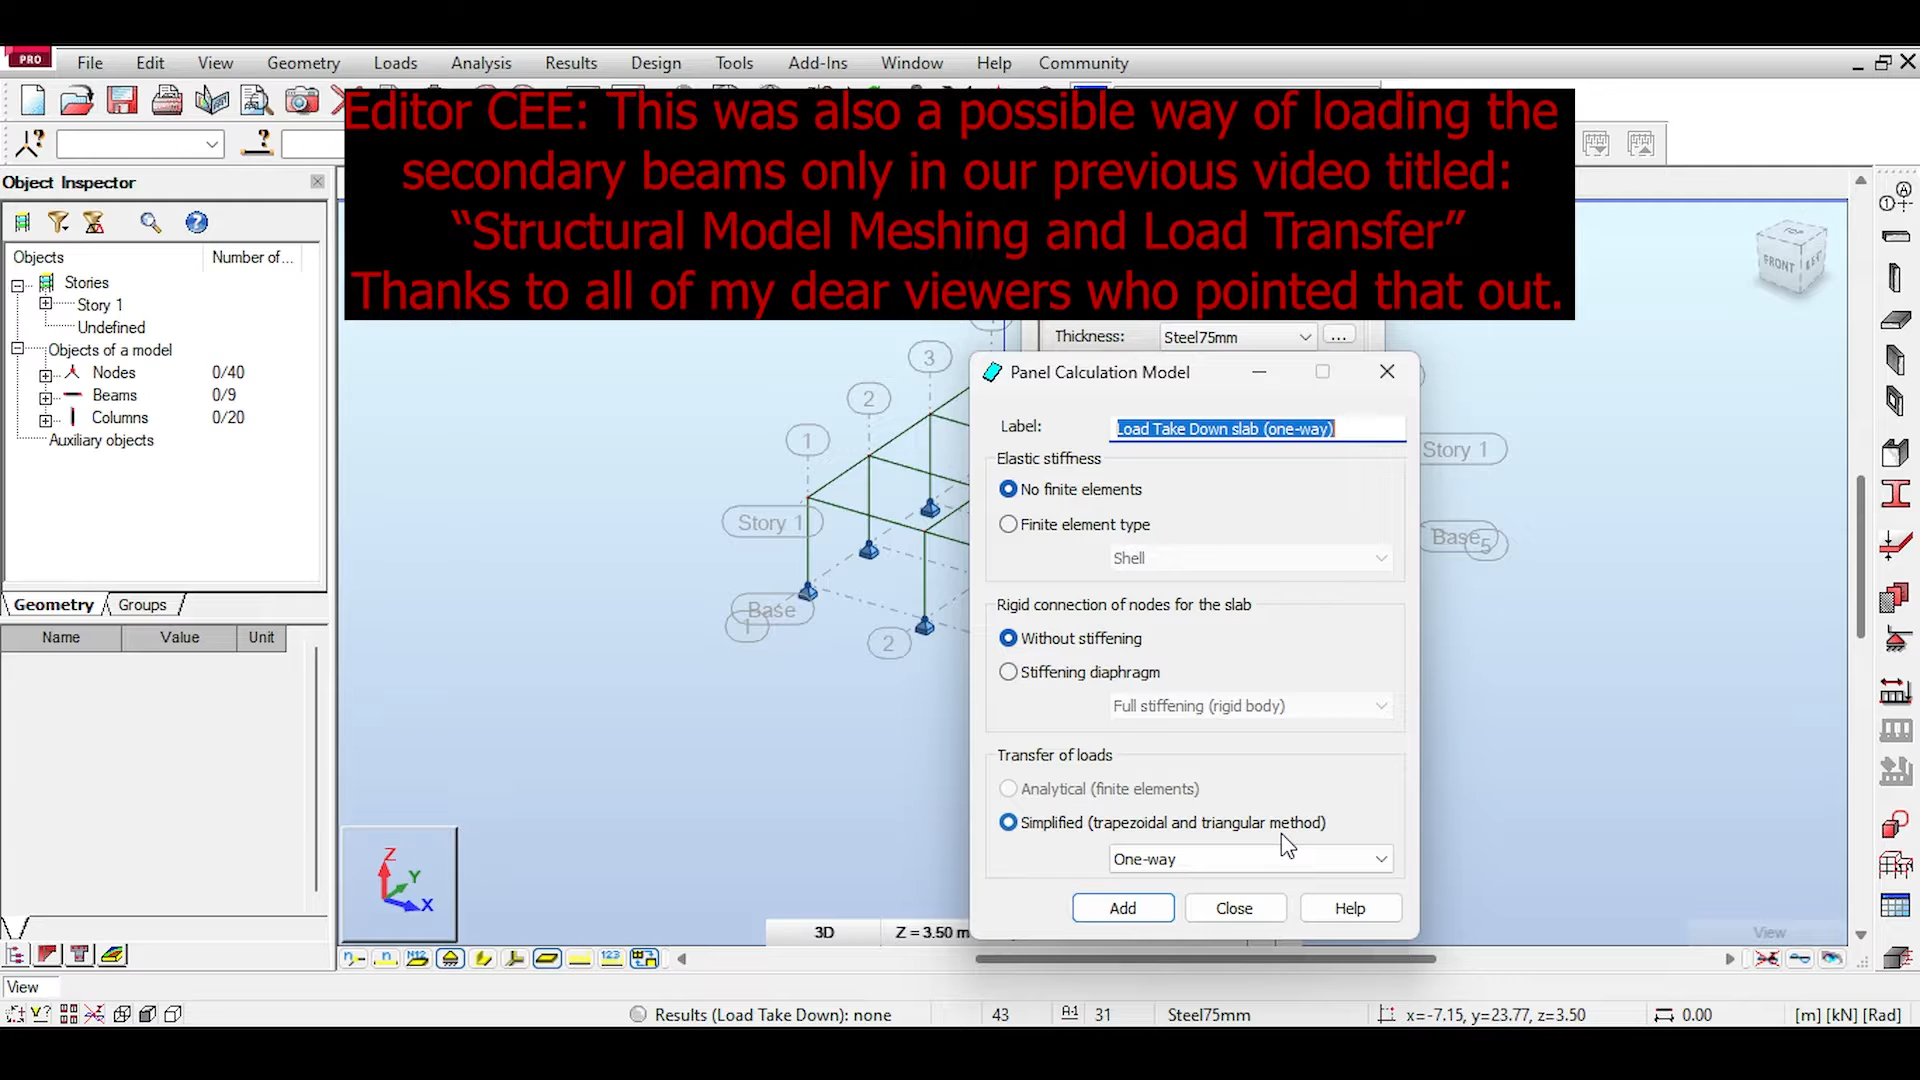 PRO
File Edit View Geometry Loads Analysis Results Design Tools Add-Ins Window Help Community
Editor CEE: This was also a possible way of loading the
secondary beams only in our previous video titled:
“Structural Model Meshing and Load Transfer”
Thanks to all of my dear viewers who pointed that out.
Object Inspector
Objects Number of...
Stories
Story 1
Undefined
Objects of a model
Nodes 0/40
Beams 0/9
Columns 0/20
Auxiliary objects
Geometry Groups
Name Value Unit
TOP
FRONT
3
2
1
Story 1
Base
1
2
Story 1
Base
5
Thickness: Steel75mm ...
Panel Calculation Model
Label: Load Take Down slab (one-way)
Elastic stiffness
No finite elements
Finite element type
Shell
Rigid connection of nodes for the slab
Without stiffening
Stiffening diaphragm
Full stiffening (rigid body)
Transfer of loads
Analytical (finite elements)
Simplified (trapezoidal and triangular method)
One-way
Add Close Help
Z
Y
X
3D Z = 3.50 m
View
View
Results (Load Take Down): none 43 31 Steel75mm x=-7.15, y=23.77, z=3.50 0.00 [m] [kN] [Rad]